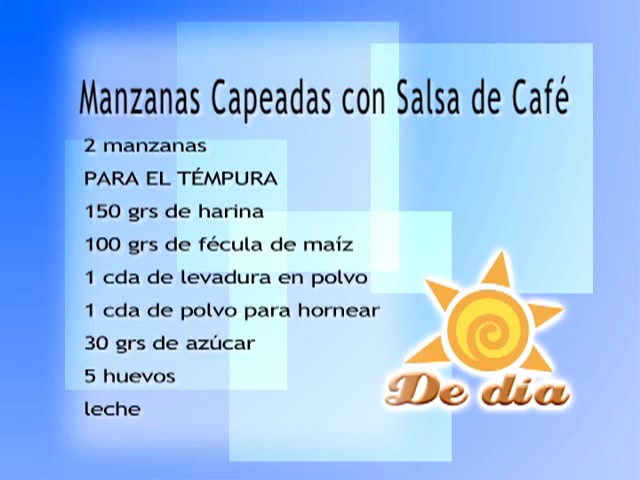 Manzanas Capeadas con Salsa de Café
2 manzanas
PARA EL TÉMPURA
150 grs de harina
100 grs de fécula de maíz
1 cda de levadura en polvo
1 cda de polvo para hornear
30 grs de azúcar
5 huevos
leche
De día